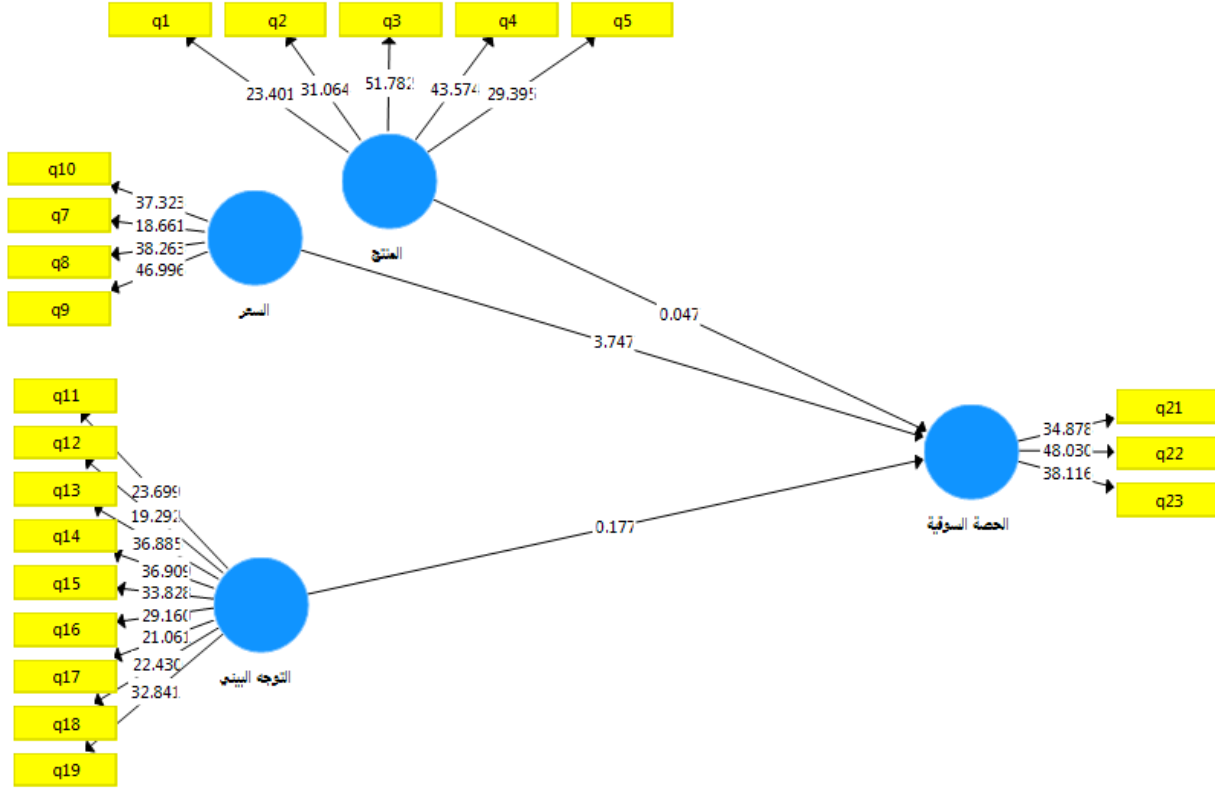 q1 q2 q3 q4 q5
23.401 31.064 51.782 43.574 29.395
المنتج
q10
q7
q8
q9
37.323
18.661
38.263
46.996
السعر
0.047
3.747
0.177
q11
q12
q13
q14
q15
q16
q17
q18
q19
23.699
19.292
36.885
36.909
33.828
29.160
21.061
22.430
32.841
التوجه البيئي
q21
q22
q23
34.878
48.030
38.116
الحصة السوقية